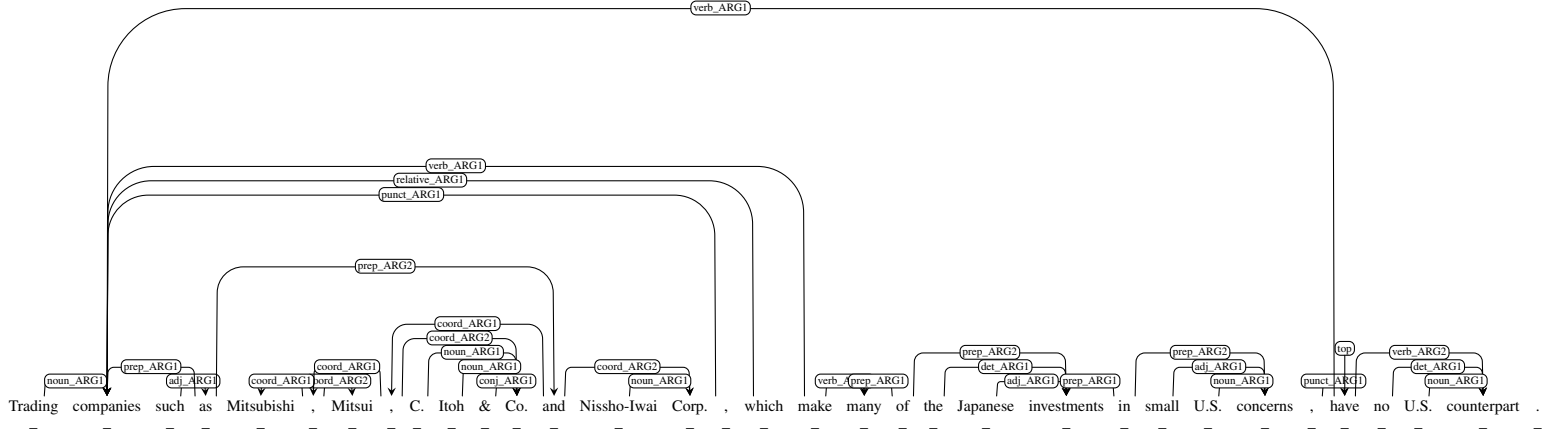 verb_ARG1
verb_ARG1
relative_ARG1
punct_ARG1
prep_ARG2
coord_ARG1
coord_ARG2
top
noun_ARG1 prep_ARG2 prep_ARG2 verb_ARG2
prep_ARG1 coord_ARG1 noun_ARG1 coord_ARG2 det_ARG1 adj_ARG1 det_ARG1
noun_ARG1 adj_ARG1 coord_ARG1 conj_ARG1 noun_ARG1 prep_ARG1 adj_ARG1 prep_ARG1 noun_ARG1 punct_ARG1 noun_ARG1
Trading companies such as Mitsubishi , Mitsui , C. Itoh & Co. and Nissho-Iwai Corp. , which make many of the Japanese investments in small U.S. concerns , have no U.S. counterpart .
_ _ _ _ _ _ _ _ _ _ _ _ _ _ _ _ _ _ _ _ _ _ _ _ _ _ _ _ _ _ _ _ _ _